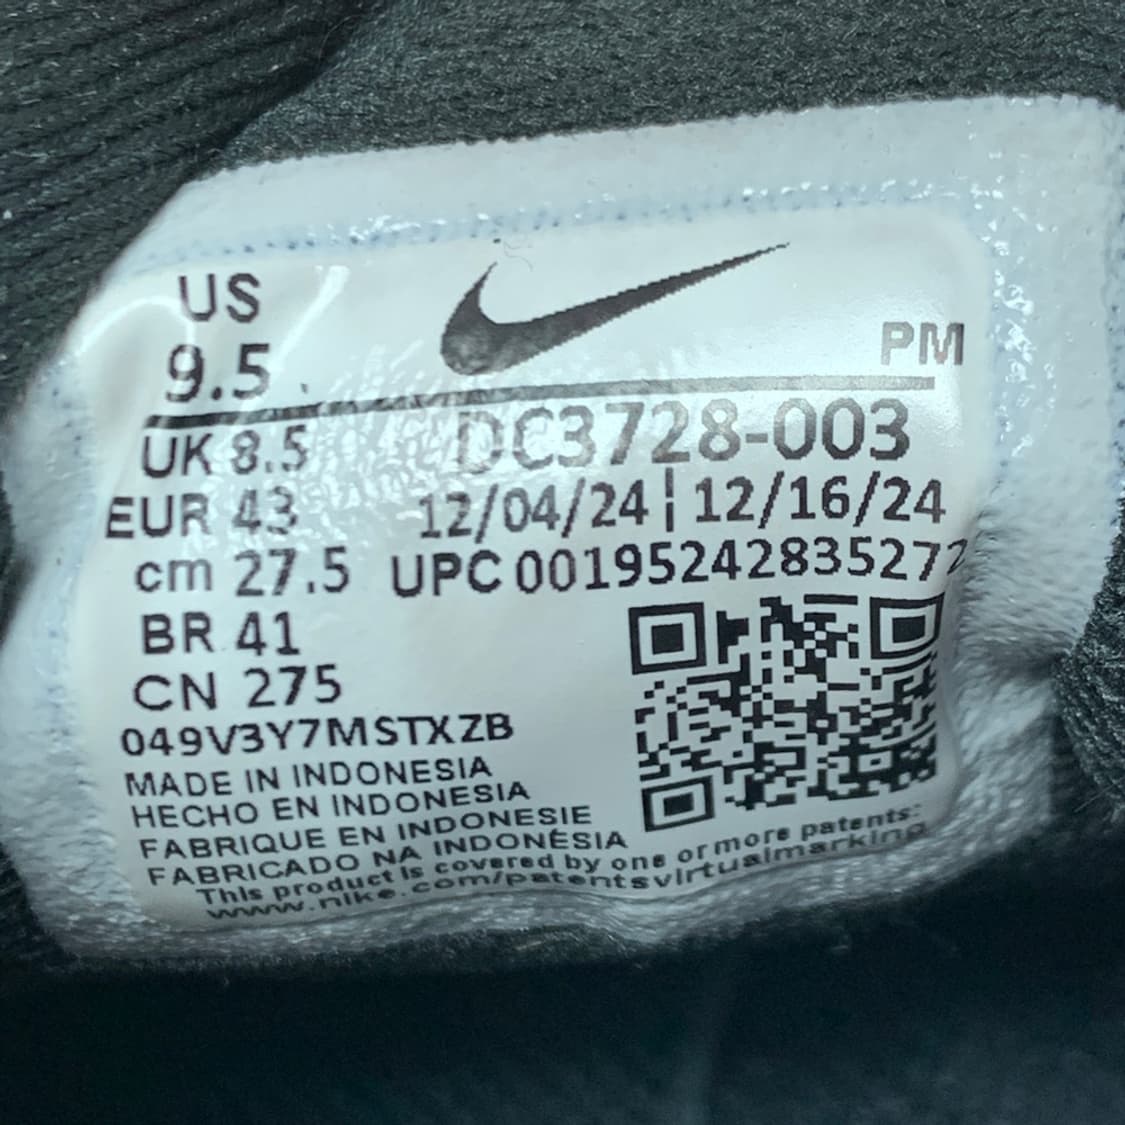 US
9.5
PM
UK 8.5
DC3728-003
EUR 43
12/04/24 | 12/16/24
cm 27.5
UPC 00195242835272
BR 41
CN 275
049V3Y7MSTXZB
MADE IN INDONESIA
HECHO EN INDONESIA
FABRIQUE EN INDONESIE
FABRICADO NA INDONÉSIA
This product is covered by one or more patents:
www.nike.com/patentsvirtualmarking